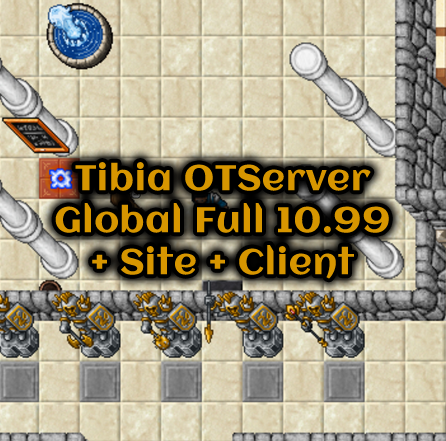 Tibia OTServer
Global Full 10.99
+ Site + Client